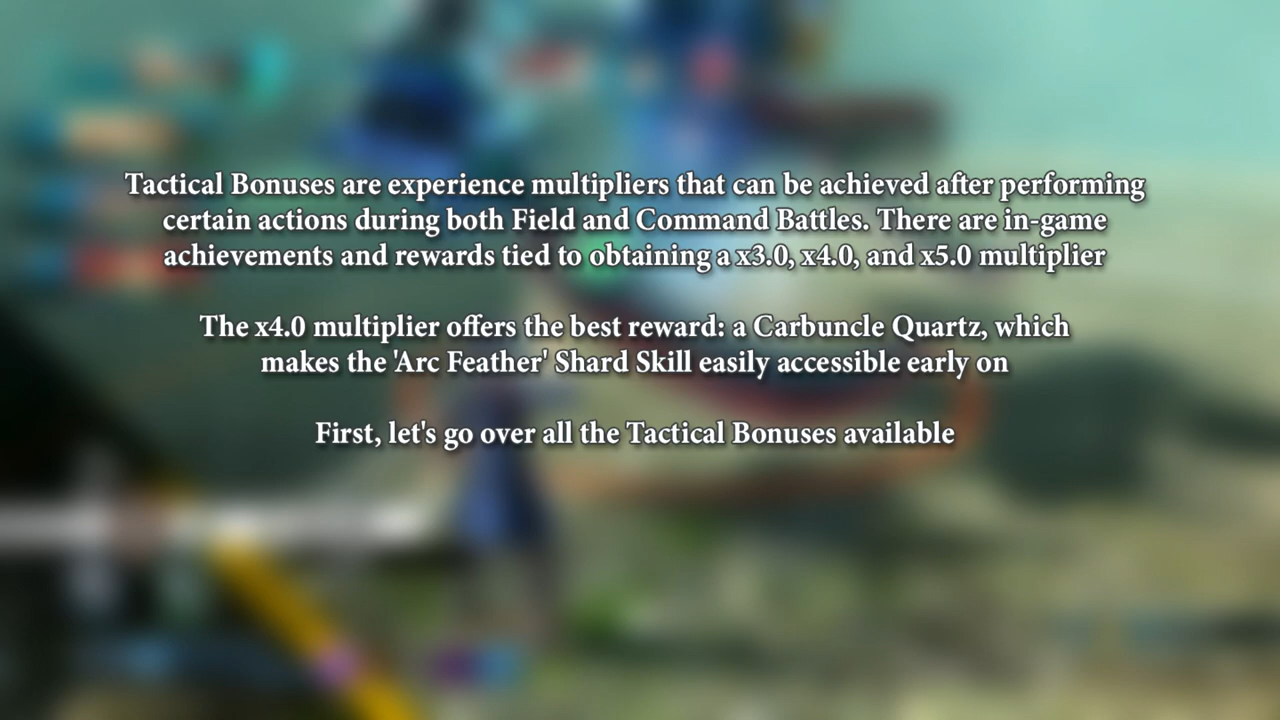 Tactical Bonuses are experience multipliers that can be achieved after performing
certain actions during both Field and Command Battles. There are in-game
achievements and rewards tied to obtaining a x3.0, x4.0, and x5.0 multiplier
The x4.0 multiplier offers the best reward: a Carbuncle Quartz, which
makes the 'Arc Feather' Shard Skill easily accessible early on
First, let's go over all the Tactical Bonuses available